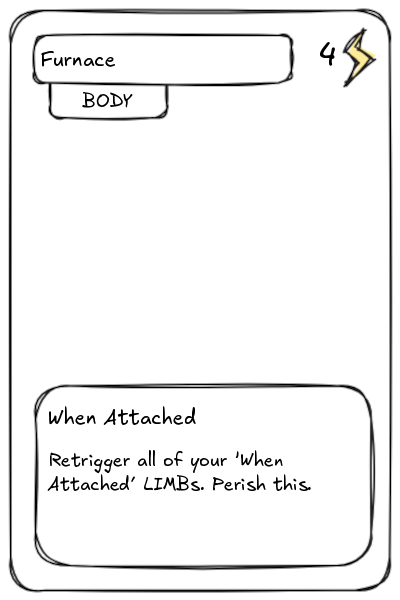 Furnace
4
BODY
When Attached
Retrigger all of your 'When
Attached' LIMBs. Perish this.